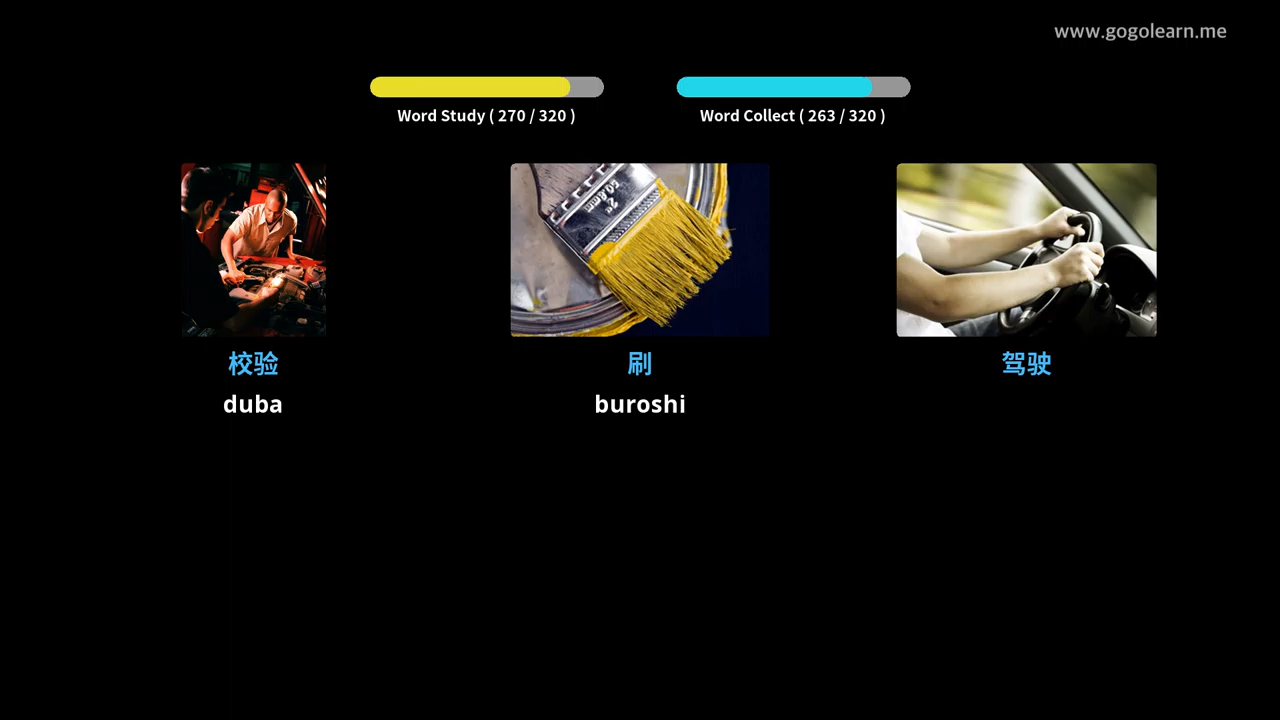 www.gogolearn.me
Word Study ( 270 / 320 )
Word Collect ( 263 / 320 )
校验
刷
驾驶
duba
buroshi